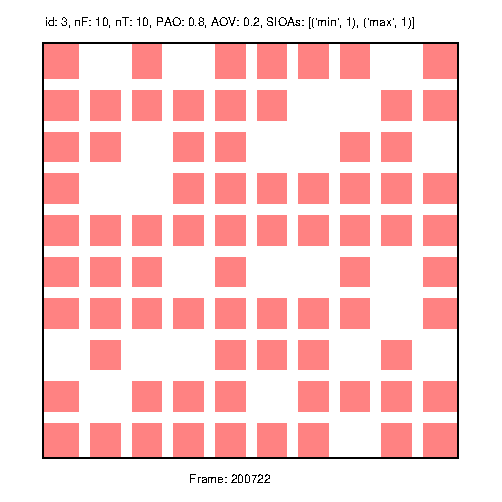 id: 3, nF: 10, nT: 10, PAO: 0.8, AOV: 0.2, SIOAs: [('min', 1), ('max', 1)]
Frame: 200722